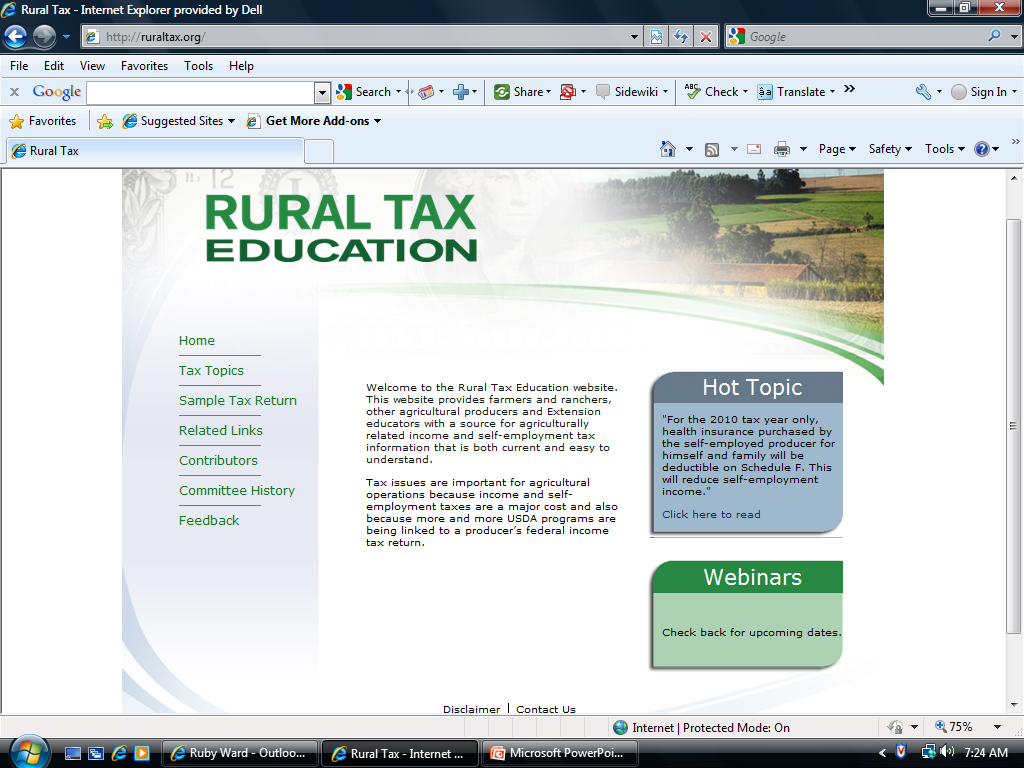 Rural Tax - Internet Explorer provided by Dell
http://ruraltax.org/
Google
File Edit View Favorites Tools Help
x Google Search Share Sidewiki ABC Check Translate Sign In
Favorites Suggested Sites Get More Add-ons
Rural Tax Page Safety Tools
12
RURAL TAX
EDUCATION
Home
Tax Topics
Sample Tax Return
Related Links
Contributors
Committee History
Feedback
Welcome to the Rural Tax Education website.
This website provides farmers and ranchers,
other agricultural producers and Extension
educators with a source for agriculturally
related income and self-employment tax
information that is both current and easy to
understand.
Tax issues are important for agricultural
operations because income and self-
employment taxes are a major cost and also
because more and more USDA programs are
being linked to a producer's federal income
tax return.
Hot Topic
"For the 2010 tax year only,
health insurance purchased by
the self-employed producer for
himself and family will be
deductible on Schedule F. This
will reduce self-employment
income."
Click here to read
Webinars
Check back for upcoming dates.
Disclaimer | Contact Us
Internet | Protected Mode: On 75%
Ruby Ward - Outloo... Rural Tax - Internet ... Microsoft PowerPoi... 7:24 AM